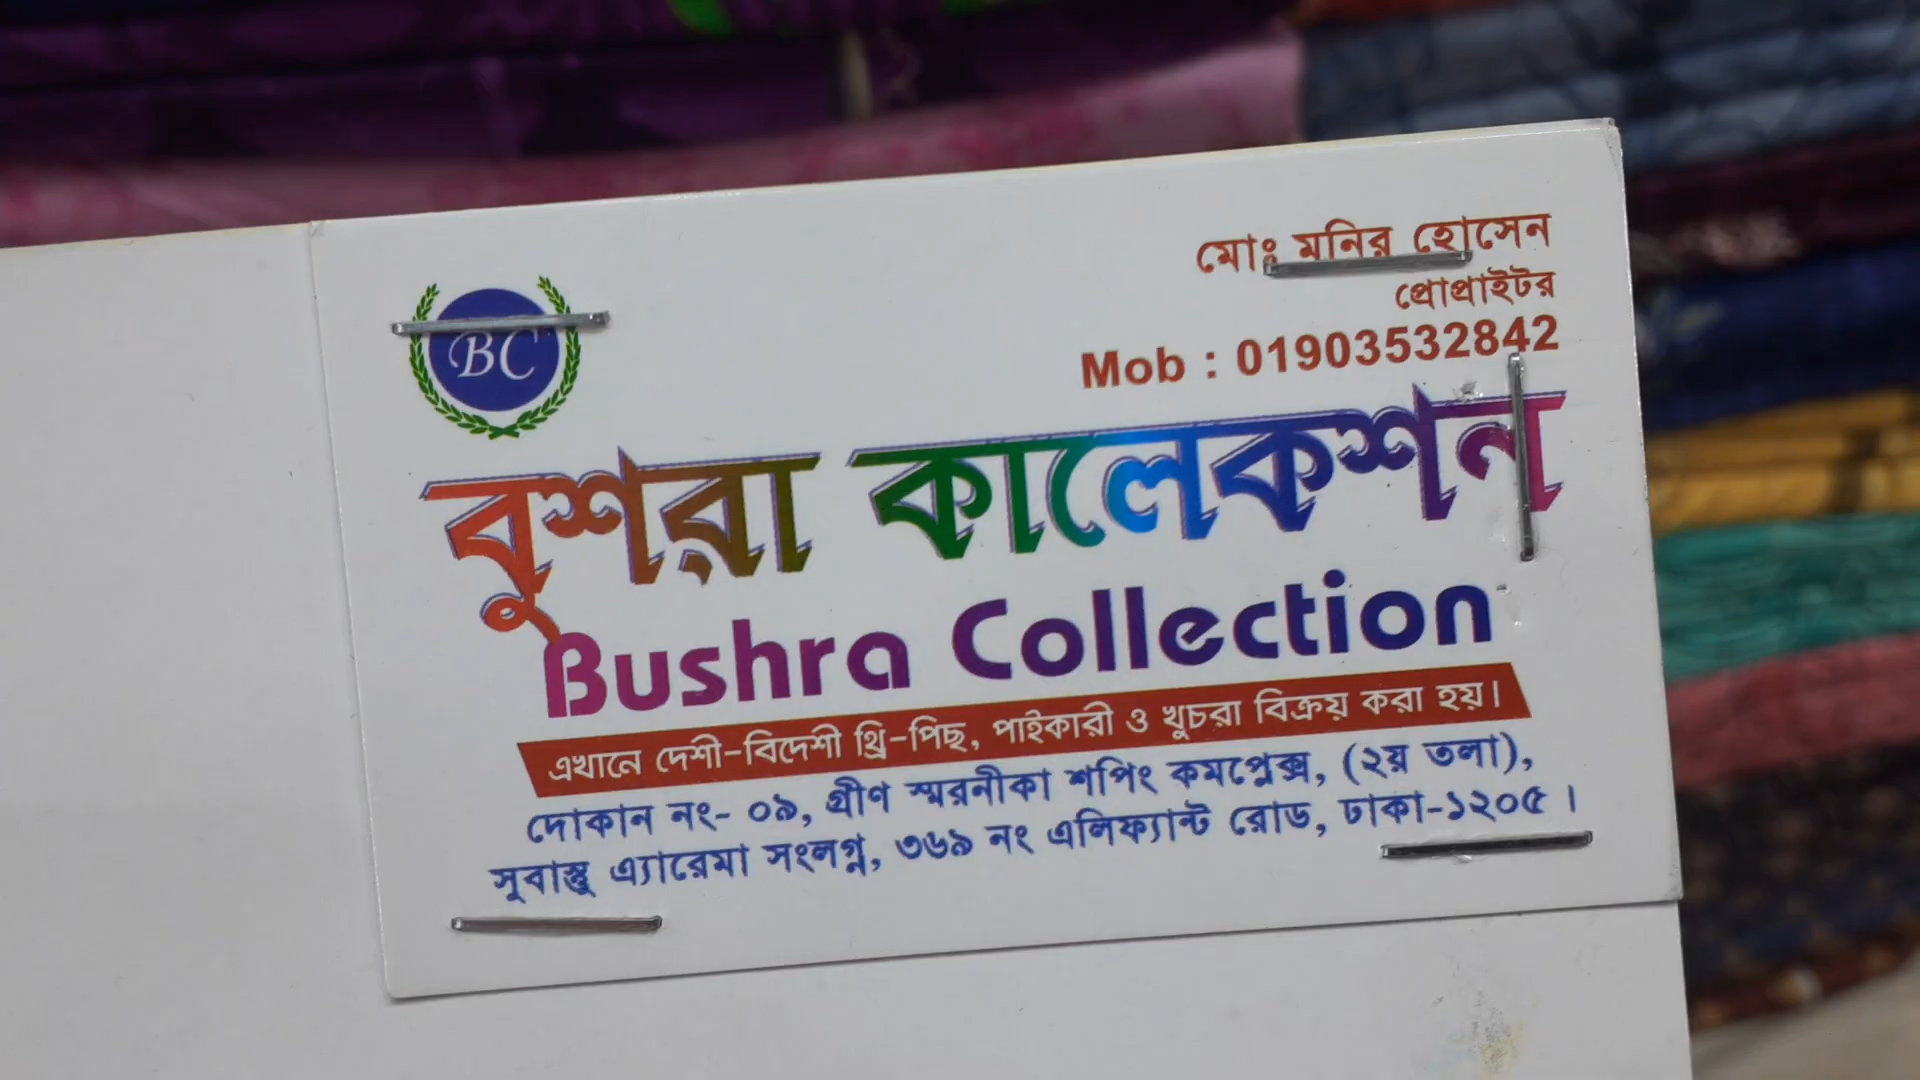 মোঃ মনির হোসেন
প্রোপ্রাইটর
Mob : 01903532842
BC
বুশরা কালেকশন
Bushra Collection
এখানে দেশী-বিদেশী থ্রি-পিছ, পাইকারী ও খুচরা বিক্রয় করা হয়।
দোকান নং- ০৯, গ্রীণ স্মরনীকা শপিং কমপ্লেক্স, (২য় তলা),
সুবাস্তু এ্যারেমা সংলগ্ন, ৩৬৯ নং এলিফ্যান্ট রোড, ঢাকা-১২০৫ ।